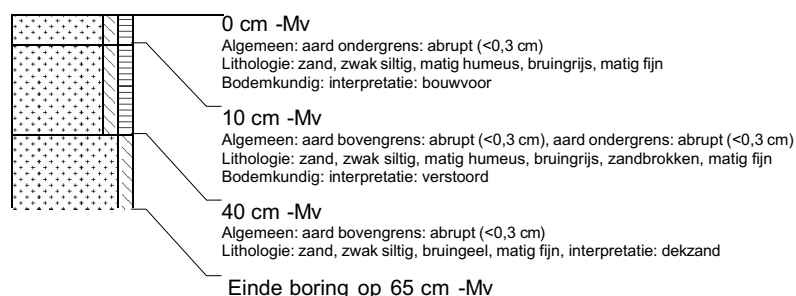 0 cm -Mv
Algemeen: aard ondergrens: abrupt (<0,3 cm)
Lithologie: zand, zwak siltig, matig humeus, bruingrijs, matig fijn
Bodemkundig: interpretatie: bouwvoor
10 cm -Mv
Algemeen: aard bovengrens: abrupt (<0,3 cm), aard ondergrens: abrupt (<0,3 cm)
Lithologie: zand, zwak siltig, matig humeus, bruingrijs, zandbrokken, matig fijn
Bodemkundig: interpretatie: verstoord
40 cm -Mv
Algemeen: aard bovengrens: abrupt (<0,3 cm)
Lithologie: zand, zwak siltig, bruingeel, matig fijn, interpretatie: dekzand
Einde boring op 65 cm -Mv